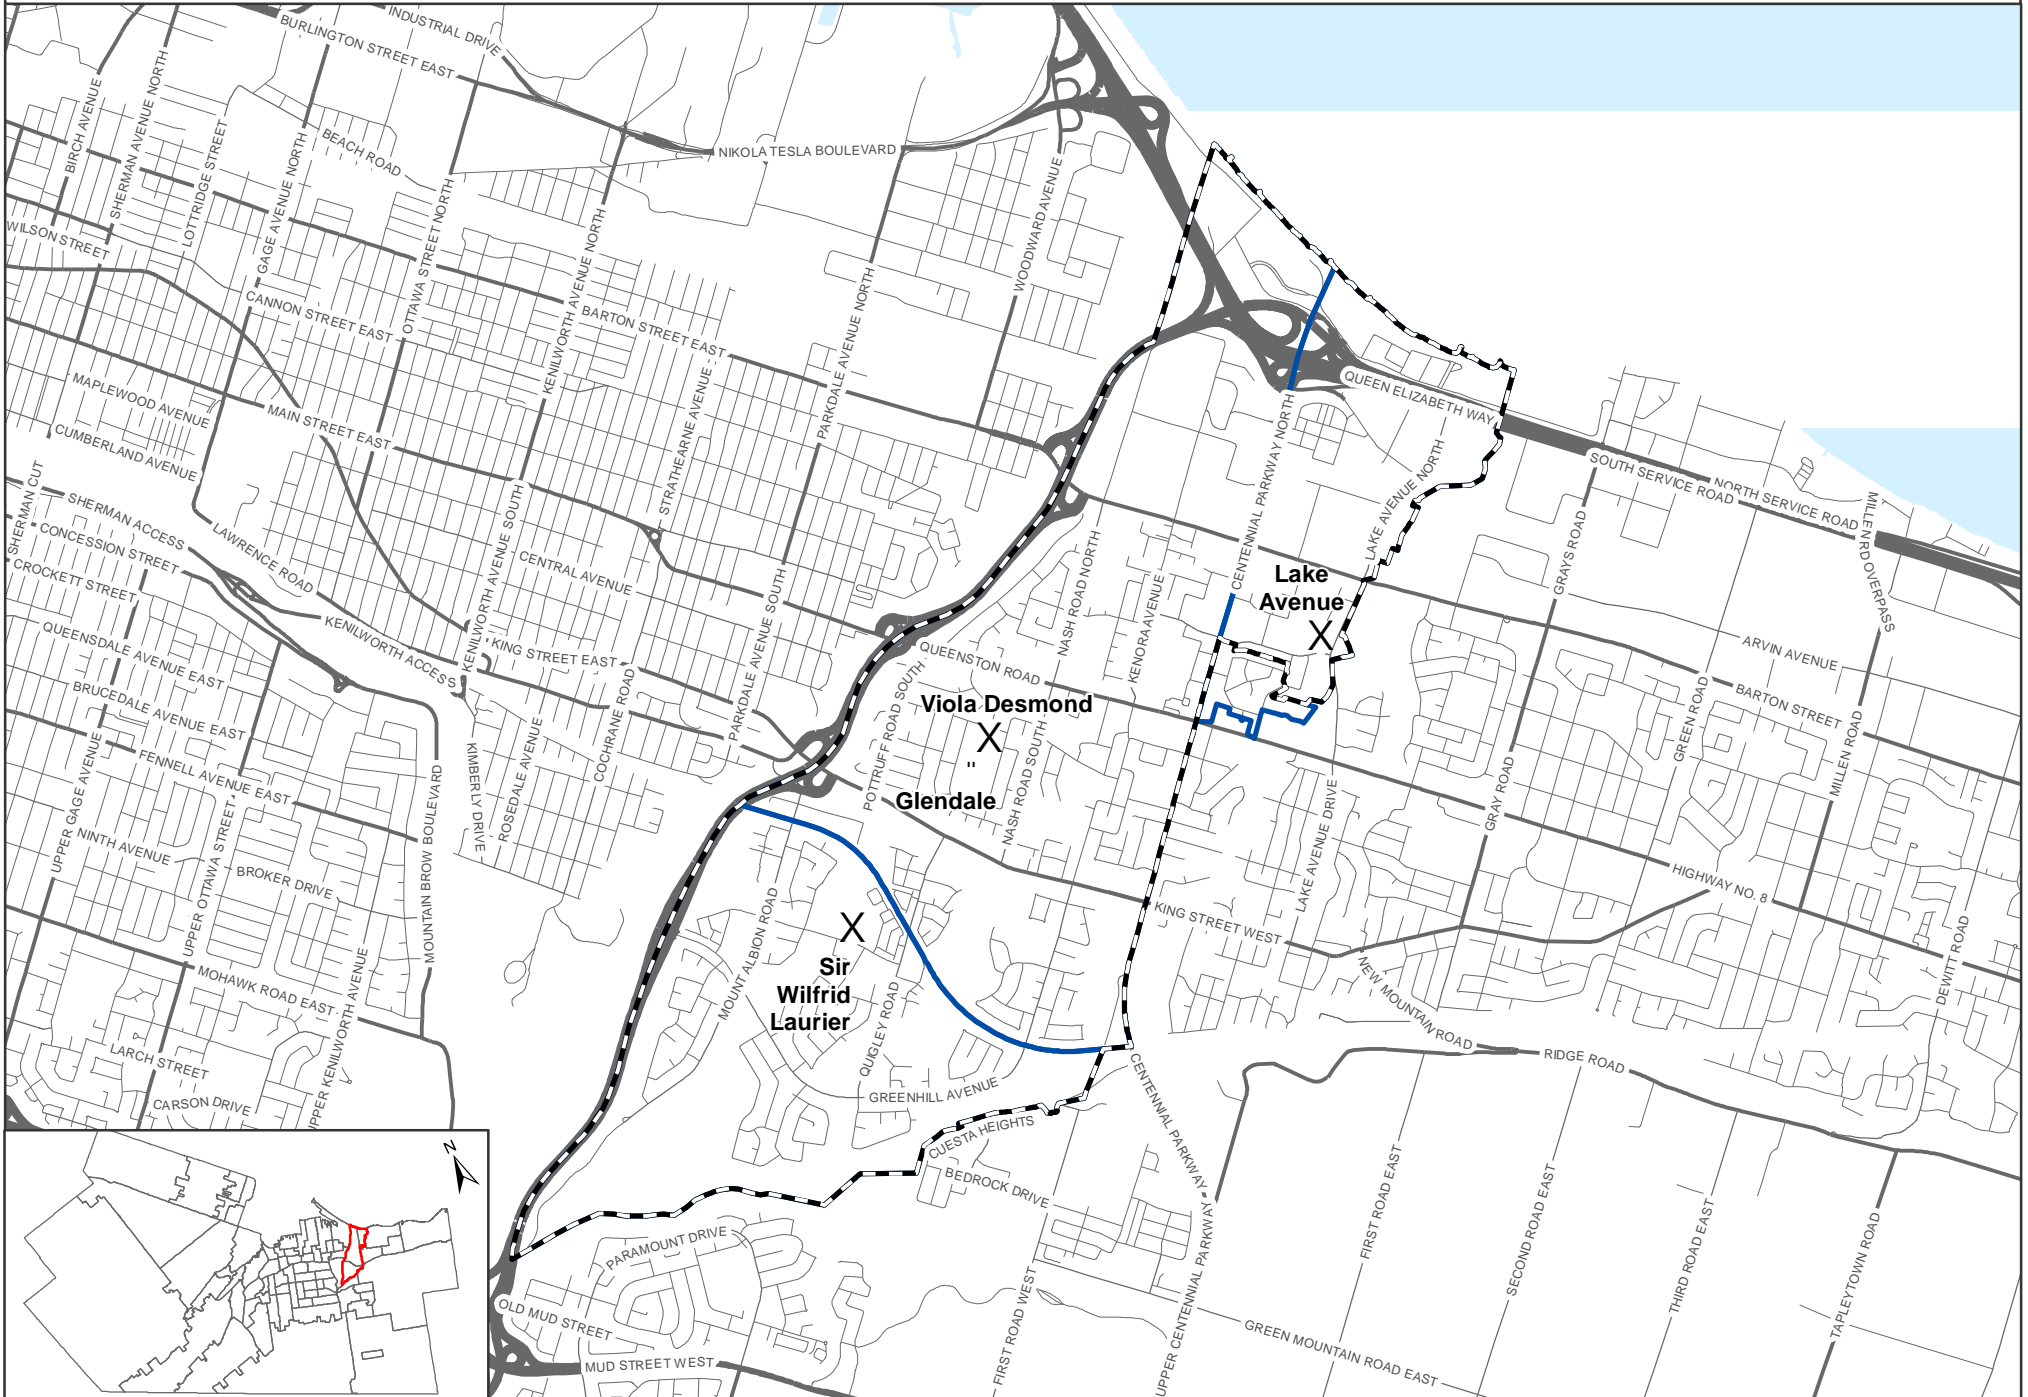 INDUSTRIAL DRIVE
BURLINGTON STREET EAST
BIRCH AVENUE
SHERMAN AVENUE NORTH
LOTTRIDGE STREET
BEACH ROAD
GAGE AVENUE NORTH
OTTAWA STREET NORTH
NIKOLA TESLA BOULEVARD
WOODWARD AVENUE
WILSON STREET
CANNON STREET EAST
KENILWORTH AVENUE NORTH
BARTON STREET EAST
PARKDALE AVENUE NORTH
MAPLEWOOD AVENUE
MAIN STREET EAST
CUMBERLAND AVENUE
STRATHEARNE AVENUE
QUEEN ELIZABETH WAY
CENTENNIAL PARKWAY NORTH
LAKE AVENUE NORTH
SOUTH SERVICE ROAD
NORTH SERVICE ROAD
MILLEN RD OVERPASS
GRAYS ROAD
SHERMAN CUT
SHERMAN ACCESS
CONCESSION STREET
CROCKETT STREET
LAWRENCE ROAD
KENILWORTH AVENUE SOUTH
CENTRAL AVENUE
PARKDALE AVENUE SOUTH
NASH ROAD NORTH
KENORA AVENUE
Lake
Avenue
X
ARVIN AVENUE
BARTON STREET
QUEENSDALE AVENUE EAST
KENILWORTH ACCESS
KING STREET EAST
QUEENSTON ROAD
BRUCEDALE AVENUE EAST
COCHRANE ROAD
POTTRUFF ROAD SOUTH
Viola Desmond
X
"
Glendale
NASH ROAD SOUTH
GREEN ROAD
MILLEN ROAD
GRAY ROAD
LAKE AVENUE DRIVE
HIGHWAY NO. 8
FENNELL AVENUE EAST
UPPER GAGE AVENUE
UPPER OTTAWA STREET
NINTH AVENUE
BROKER DRIVE
MOUNTAIN BROW BOULEVARD
KIMBERLY DRIVE
ROSEDALE AVENUE
KING STREET WEST
MOUNT ALBION ROAD
X
Sir
Wilfrid
Laurier
QUIGLEY ROAD
NEW MOUNTAIN ROAD
DEWITT ROAD
RIDGE ROAD
MOHAWK ROAD EAST
UPPER KENILWORTH AVENUE
LARCH STREET
CARSON DRIVE
GREENHILL AVENUE
CUESTA HEIGHTS
BEDROCK DRIVE
CENTENNIAL PARKWAY
UPPER CENTENNIAL PARKWAY
FIRST ROAD EAST
SECOND ROAD EAST
THIRD ROAD EAST
TAPLEYTOWN ROAD
N
PARAMOUNT DRIVE
OLD MUD STREET
MUD STREET WEST
FIRST ROAD WEST
GREEN MOUNTAIN ROAD EAST